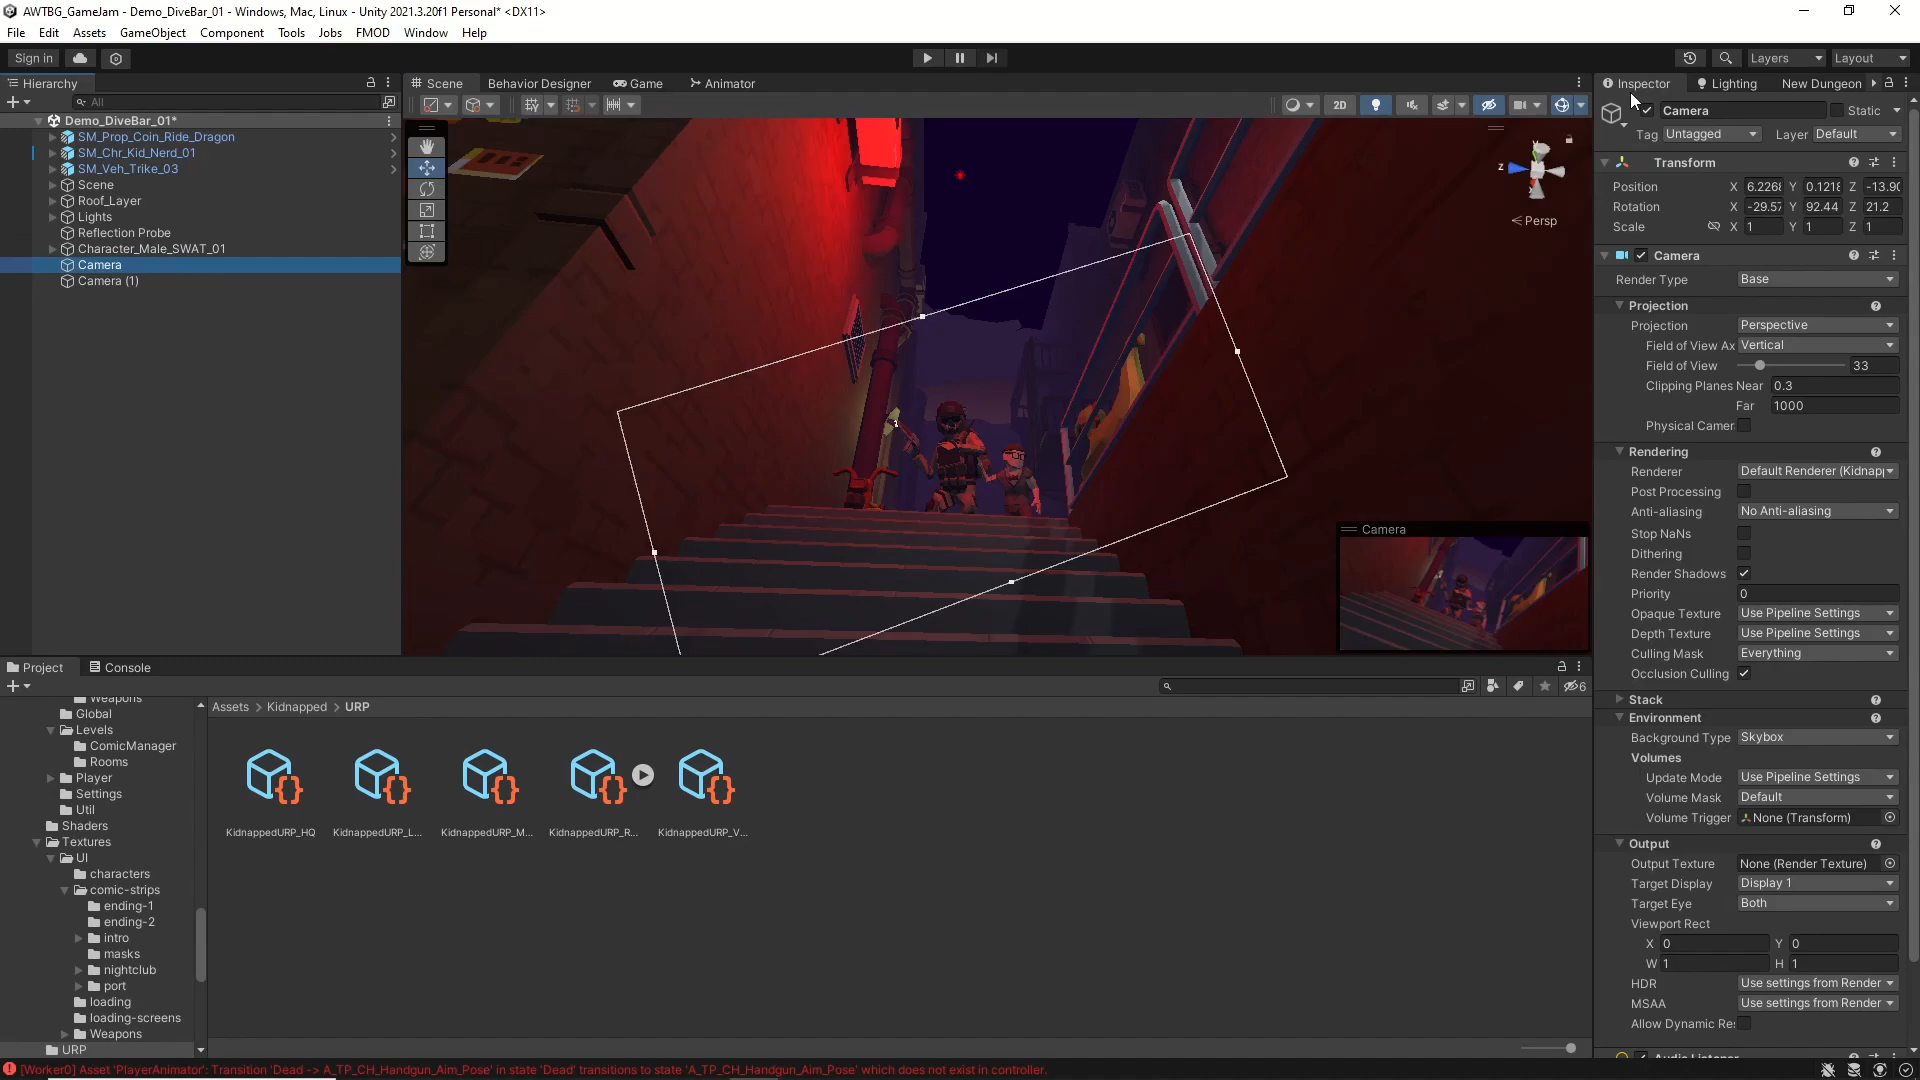 AWTBG_GameJam - Demo_DiveBar_01 - Windows, Mac, Linux - Unity 2021.3.20f1 Personal* <DX11>
File Edit Assets GameObject Component Tools Jobs FMOD Window Help
Sign in Layers Layout
Hierarchy
All
Demo_DiveBar_01*
SM_Prop_Coin_Ride_Dragon
SM_Chr_Kid_Nerd_01
SM_Veh_Trike_03
Scene
Roof_Layer
Lights
Reflection Probe
Character_Male_SWAT_01
Camera
Camera (1)
Scene Behavior Designer Game Animator
2D
Z
< Persp
Camera
Inspector Lighting New Dungeon
Camera Static
Tag Untagged Layer Default
Transform
Position X 6.226 Y 0.121 Z -13.90
Rotation X -29.57 Y 92.44 Z 21.2
Scale X 1 Y 1 Z 1
Camera
Render Type Base
Projection
Projection Perspective
Field of View Ax Vertical
Field of View 33
Clipping Planes Near 0.3
Far 1000
Physical Camer
Rendering
Renderer Default Renderer (Kidnap
Post Processing
Anti-aliasing No Anti-aliasing
Stop NaNs
Dithering
Render Shadows
Priority 0
Opaque Texture Use Pipeline Settings
Depth Texture Use Pipeline Settings
Culling Mask Everything
Occlusion Culling
Stack
Environment
Background Type Skybox
Volumes
Update Mode Use Pipeline Settings
Volume Mask Default
Volume Trigger None (Transform)
Output
Output Texture None (Render Texture)
Target Display Display 1
Target Eye Both
Viewport Rect
X 0 Y 0
W 1 H 1
HDR Use settings from Render
MSAA Use settings from Render
Allow Dynamic Re
Audio Listener
Project Console
6
Weapons
Global
Levels
ComicManager
Rooms
Player
Settings
Util
Shaders
Textures
UI
characters
comic-strips
ending-1
ending-2
intro
masks
nightclub
port
loading
loading-screens
Weapons
URP
Assets > Kidnapped > URP
KidnappedURP_HQ KidnappedURP_L... KidnappedURP_M... KidnappedURP_R... KidnappedURP_V...
[Worker0] Asset 'PlayerAnimator': Transition 'Dead -> A_TP_CH_Handgun_Aim_Pose' in state 'Dead' transitions to state 'A_TP_CH_Handgun_Aim_Pose' which does not exist in controller.